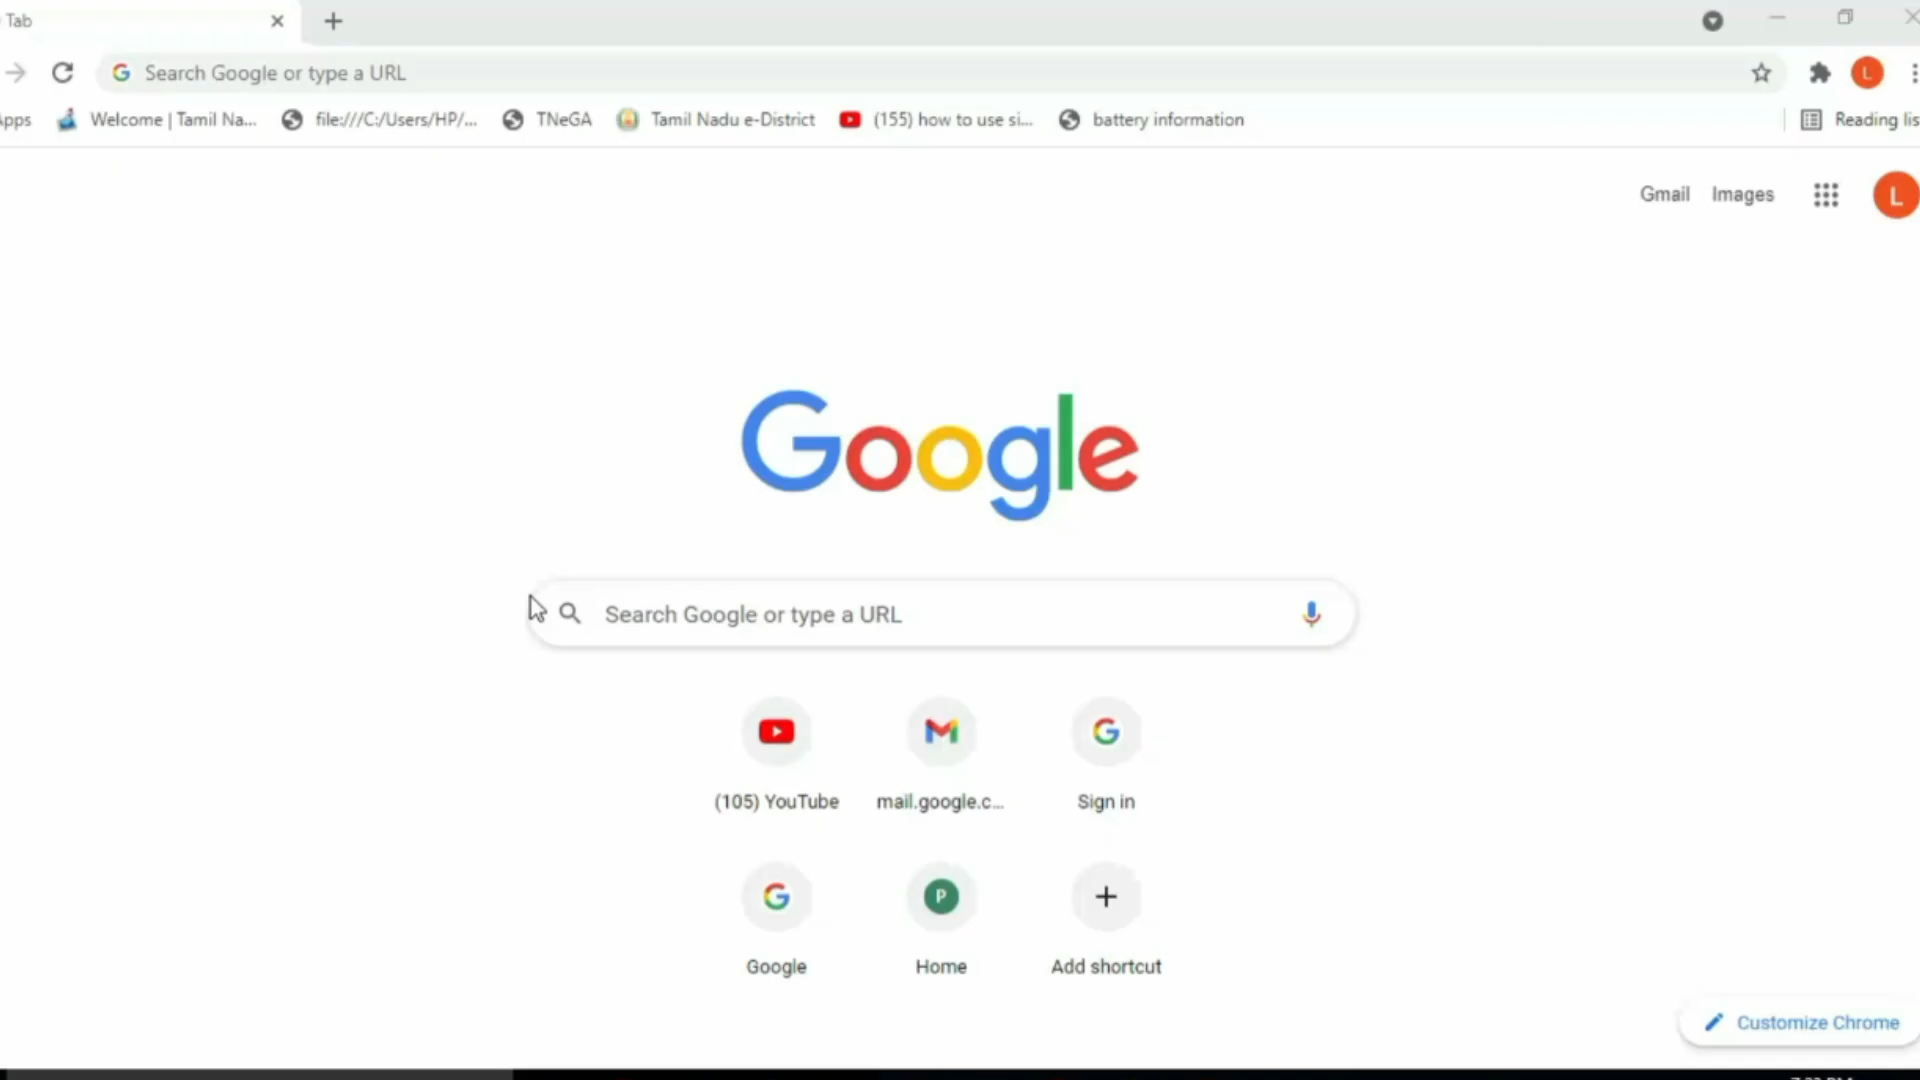 Tab
Search Google or type a URL
L
Apps
Welcome | Tamil Na...
file:///C:/Users/HP/...
TNeGA
Tamil Nadu e-District
(155) how to use si...
battery information
Reading lis
Gmail
Images
L
Google
Search Google or type a URL
(105) YouTube
mail.google.c...
Sign in
P
Google
Home
Add shortcut
Customize Chrome